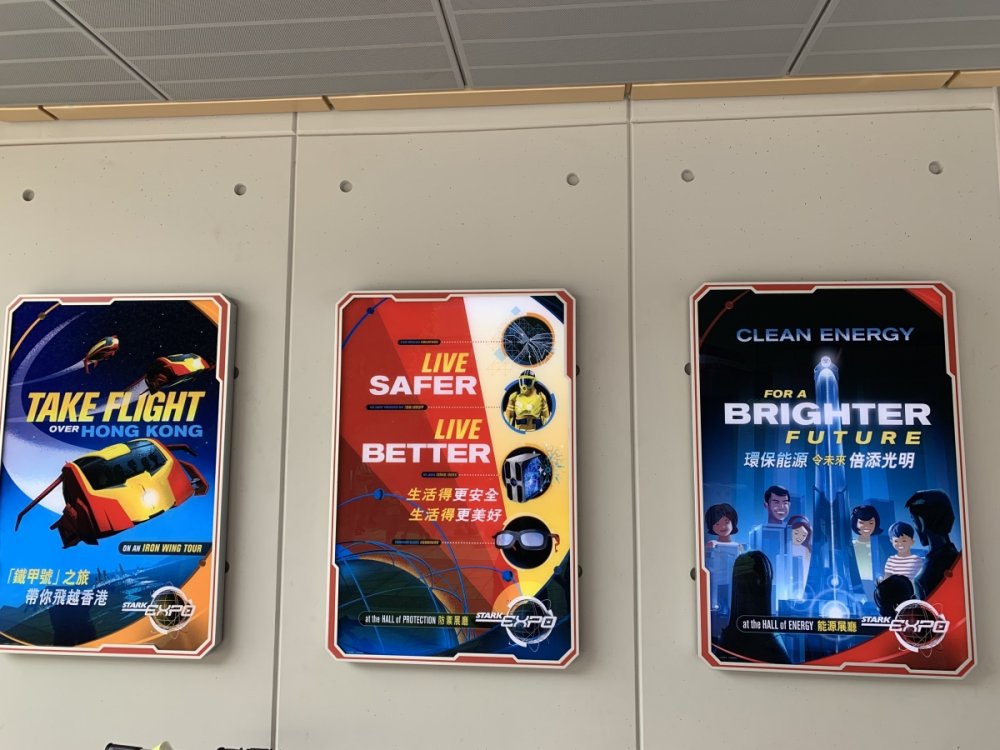 TAKE FLIGHT
OVER HONG KONG
ON AN IRON WING TOUR
「鐵甲號」之旅
帶你飛越香港
STARK
EXPO
LIVE
SAFER
LIVE
BETTER
生活得更安全
生活得更美好
at the HALL of PROTECTION 防禦展廳
STARK
EXPO
CLEAN ENERGY
FOR A
BRIGHTER
FUTURE
環保能源 令未來 倍添光明
at the HALL of ENERGY 能源展廳
STARK
EXPO